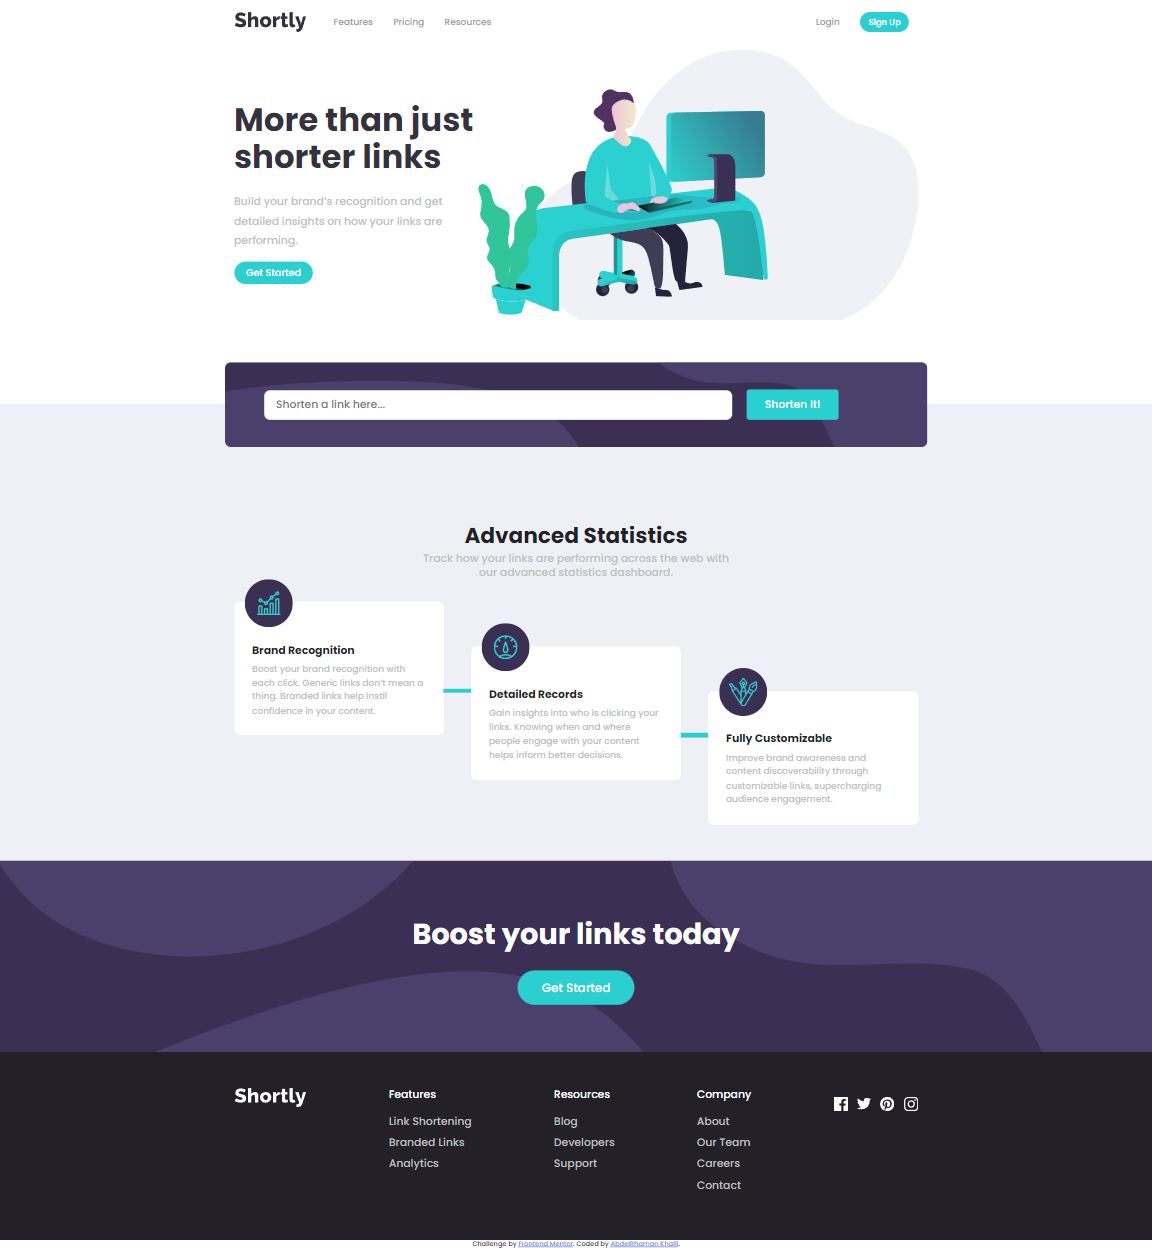 Shortly Features Pricing Resources Login Sign Up
More than just
shorter links
Build your brand's recognition and get
detailed insights on how your links are
performing.
Get Started
Shorten a link here...
Shorten It!
Advanced Statistics
Track how your links are performing across the web with
our advanced statistics dashboard.
Brand Recognition
Boost your brand recognition with
each click. Generic links don't mean a
thing. Branded links help instil
confidence in your content.
Detailed Records
Gain insights into who is clicking your
links. Knowing when and where
people engage with your content
helps inform better decisions.
Fully Customizable
Improve brand awareness and
content discoverability through
customizable links, supercharging
audience engagement.
Boost your links today
Get Started
Shortly
Features
Link Shortening
Branded Links
Analytics
Resources
Blog
Developers
Support
Company
About
Our Team
Careers
Contact
Challenge by Frontend Mentor. Coded by AbdelRhaman Khalil.